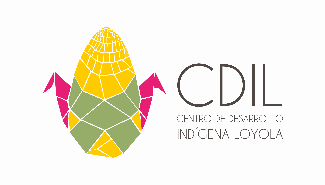 CDIL
CENTRO DE DESARROLLO
INDÍGENA LOYOLA